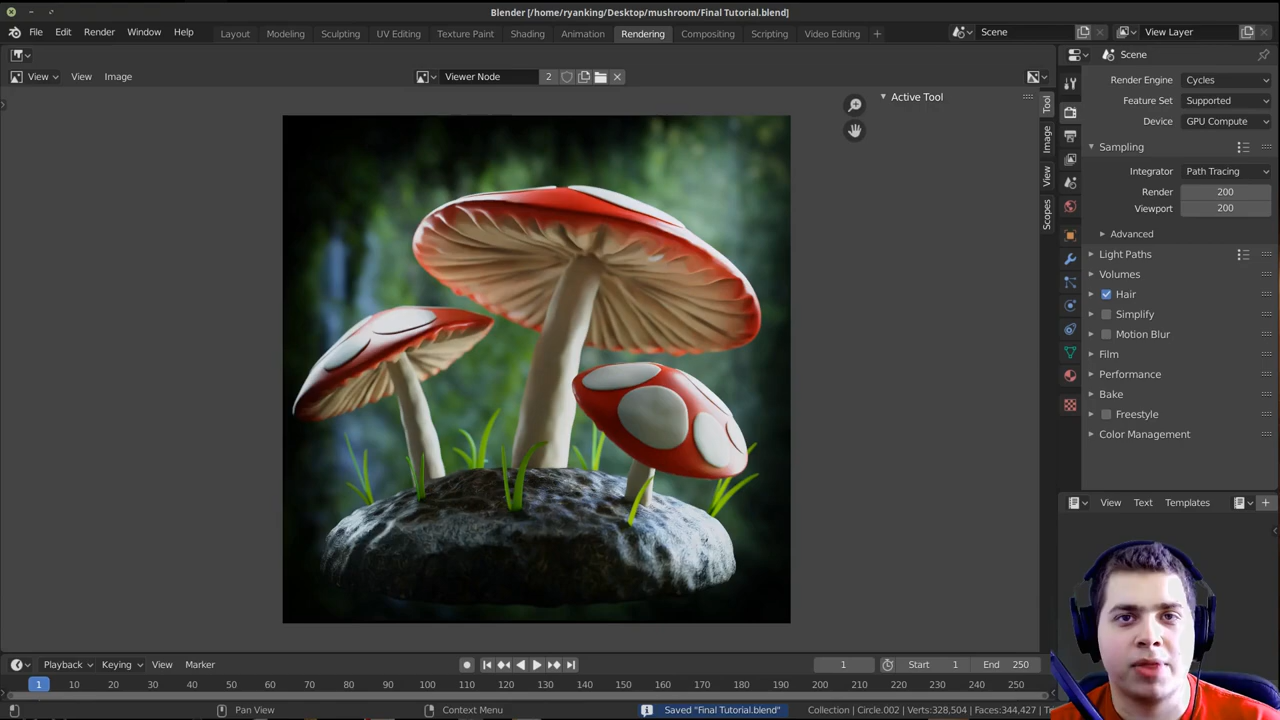 Blender [/home/ryanking/Desktop/mushroom/Final Tutorial.blend]
File Edit Render Window Help Layout Modeling Sculpting UV Editing Texture Paint Shading Animation Rendering Compositing Scripting Video Editing + Scene View Layer
Scene
View View Image Viewer Node 2
Active Tool
Tool
Image
View
Scopes
Render Engine Cycles
Feature Set Supported
Device GPU Compute
Sampling
Integrator Path Tracing
Render 200
Viewport 200
Advanced
Light Paths
Volumes
Hair
Simplify
Motion Blur
Film
Performance
Bake
Freestyle
Color Management
View Text Templates
Playback Keying View Marker 1 Start 1 End 250
1 10 20 30 40 50 60 70 80 90 100 110 120 130 140 150 160 170 180 190 200 210 220 230 240 250
Pan View Context Menu Saved "Final Tutorial.blend" Collection | Circle.002 | Verts:328,504 | Faces:344,427 | Tr